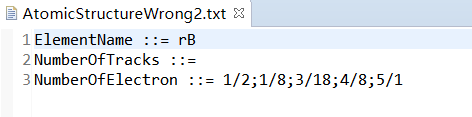 AtomicStructureWrong2.txt
1 ElementName ::= rB
2 NumberOfTracks ::=
3 NumberOfElectron ::= 1/2;1/8;3/18;4/8;5/1